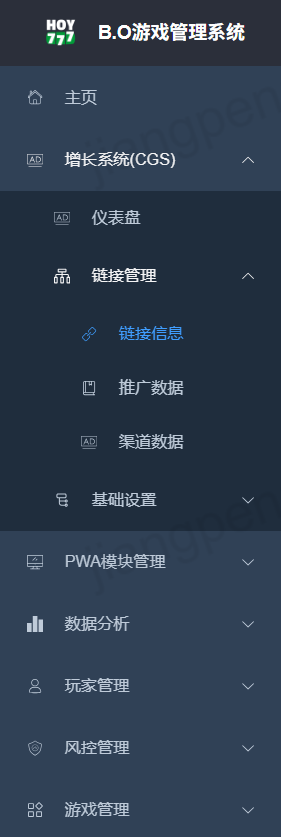 HOY
777
B.O游戏管理系统
主页
AD
增长系统(CGS)
AD
仪表盘
链接管理
链接信息
推广数据
AD
渠道数据
基础设置
PWA模块管理
数据分析
玩家管理
风控管理
游戏管理
jiangpen
jiangpen